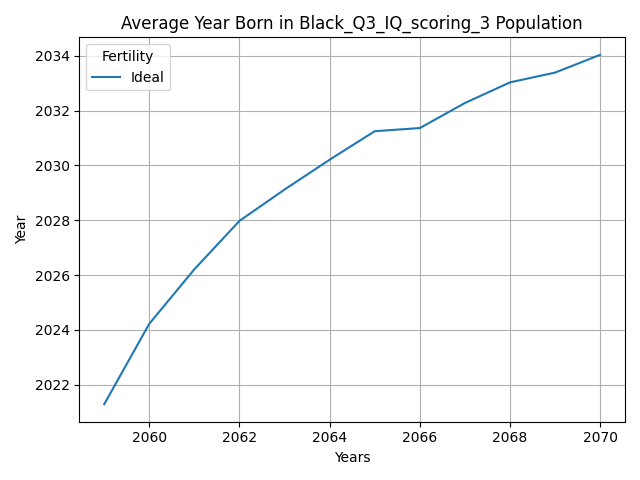 Average Year Born in Black_Q3_IQ_scoring_3 Population
Fertility
Ideal
Year
2034
2032
2030
2028
2026
2024
2022
2060 2062 2064 2066 2068 2070
Years